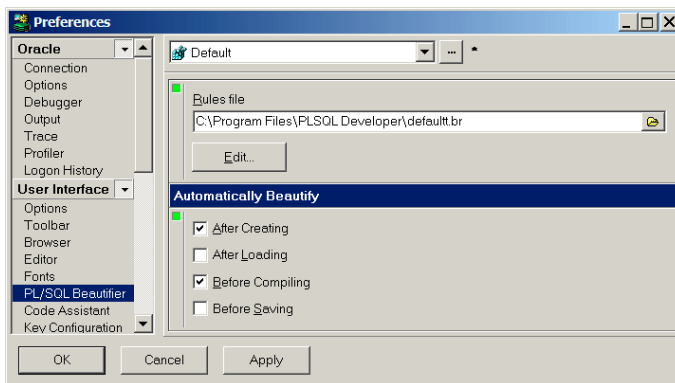 Preferences
Oracle
Connection
Options
Debugger
Output
Trace
Profiler
Logon History
User Interface
Options
Toolbar
Browser
Editor
Fonts
PL/SQL Beautifier
Code Assistant
Key Configuration
Default ... *
Rules file
C:\Program Files\PLSQL Developer\defaultt.br
Edit...
Automatically Beautify
After Creating
After Loading
Before Compiling
Before Saving
OK Cancel Apply